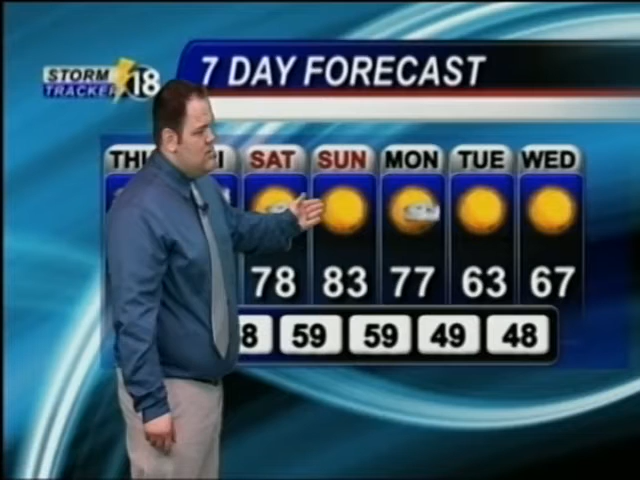 STORM
TRACKER 18
7 DAY FORECAST
SAT SUN MON TUE WED
78 83 77 63 67
59 59 49 48